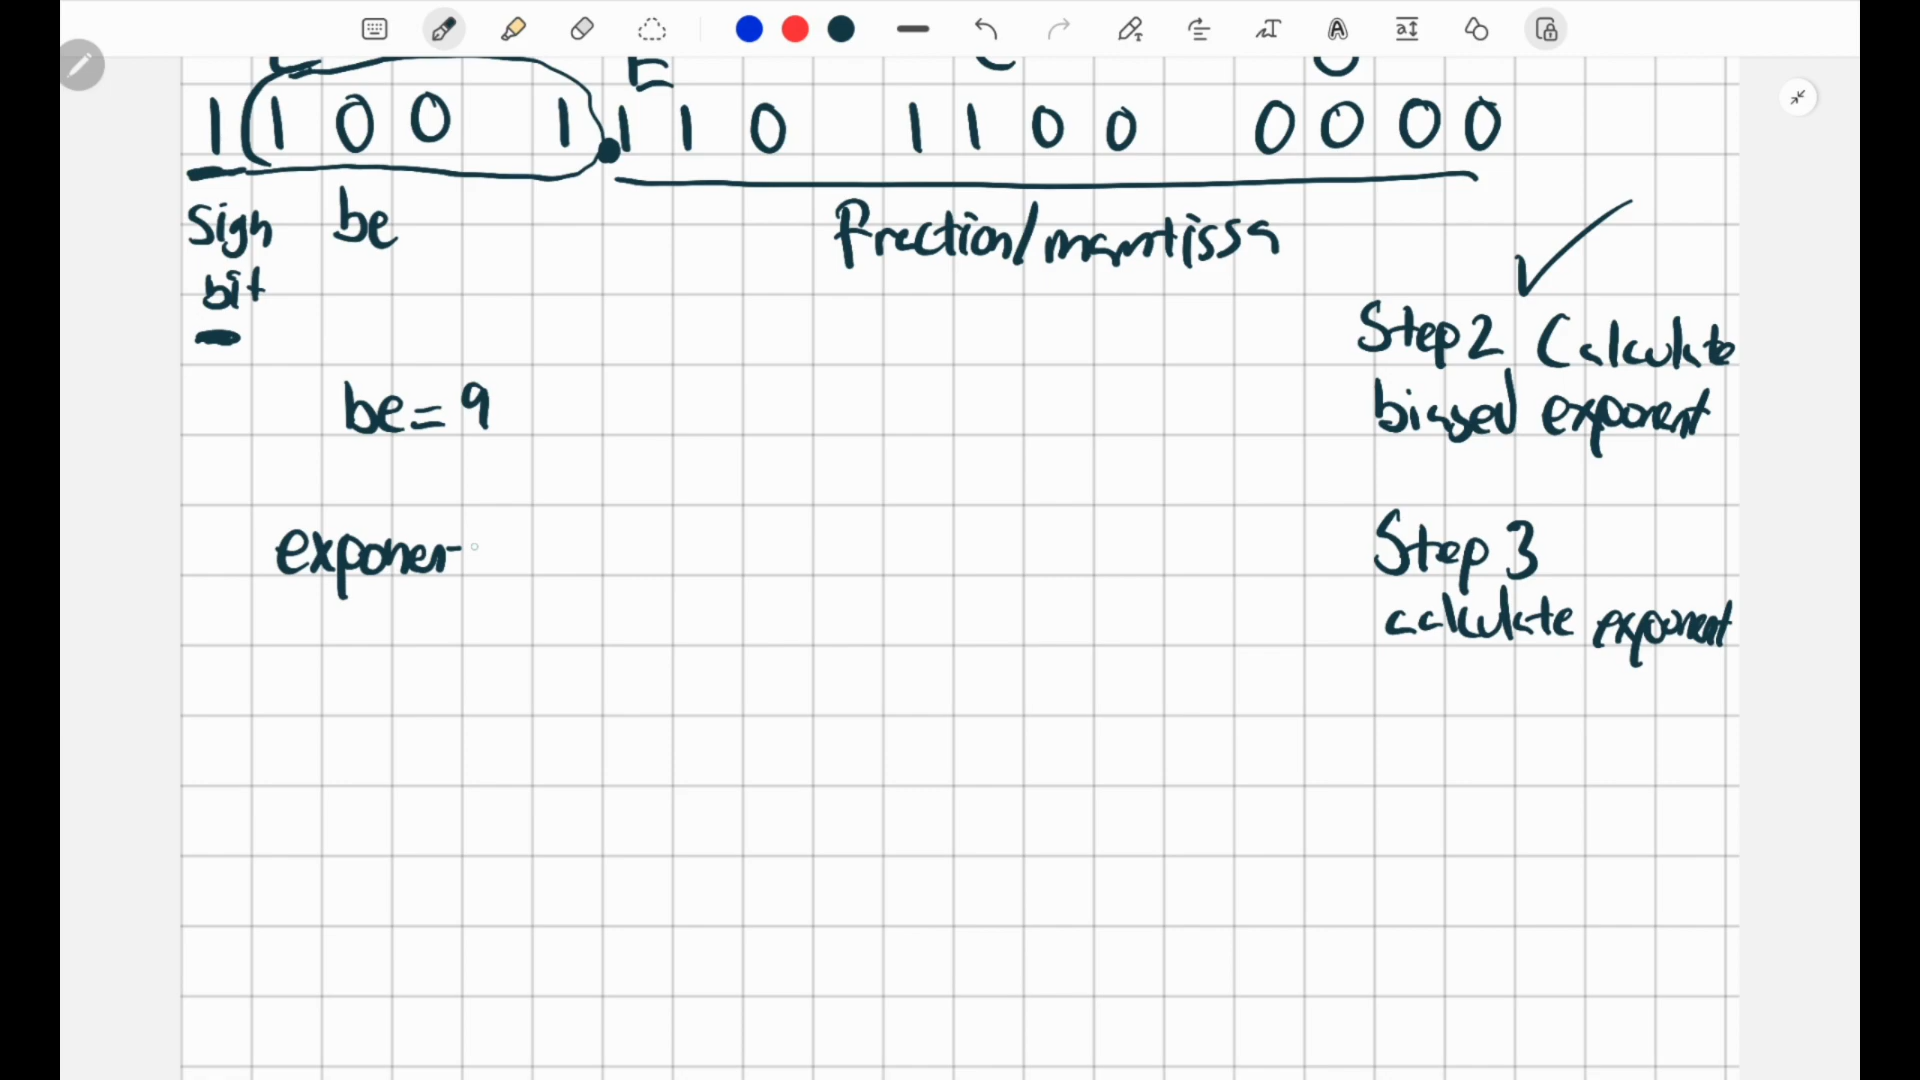 E
1 1 0 0 1 . 1 1 0 1 1 0 0 0 0 0 0
Sign be fraction/mantissa
bit
Step 2 Calculate
biased exponent
be = 9
exponen
Step 3
calculate exponent